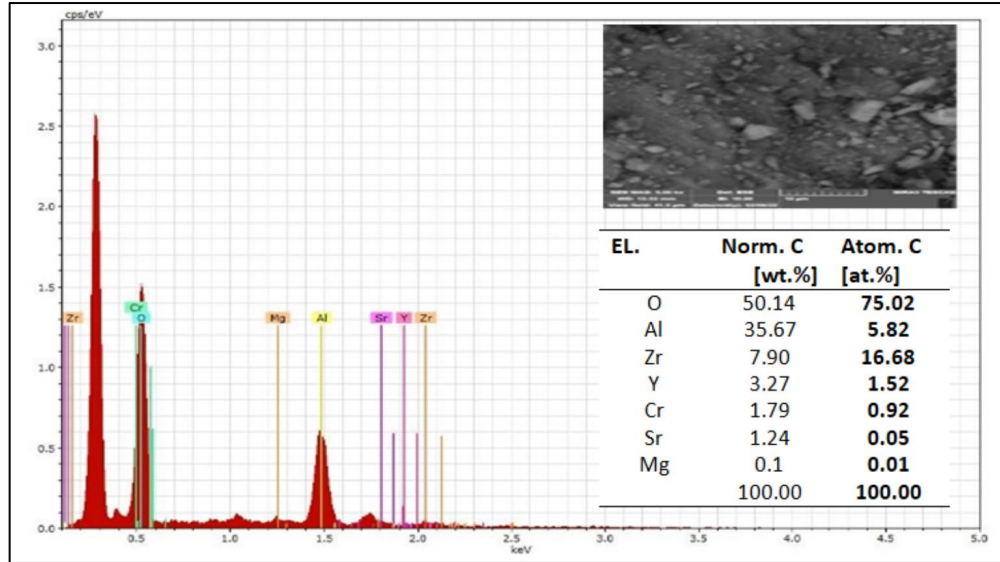 cps/eV
3.0
2.5
2.0
1.5
1.0
0.5
0.0
Zr Cr O Mg Al Sr Y Zr
0.5 1.0 1.5 2.0 2.5 3.0 3.5 4.0 4.5 5.0
keV
EL. Norm. C Atom. C
[wt.%] [at.%]
O 50.14 75.02
Al 35.67 5.82
Zr 7.90 16.68
Y 3.27 1.52
Cr 1.79 0.92
Sr 1.24 0.05
Mg 0.1 0.01
100.00 100.00